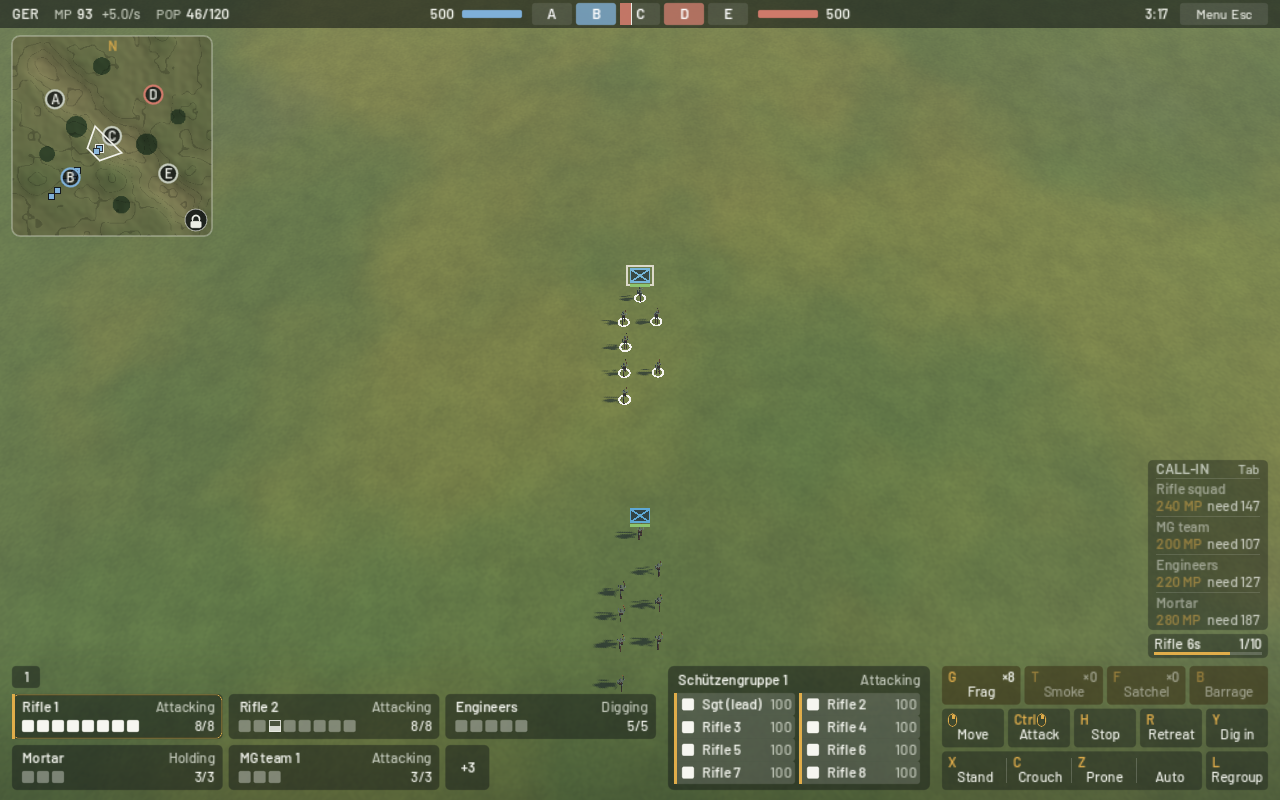 GER MP 93 +5.0/s POP 46/120
500 A B C D E 500
3:17 Menu Esc
N
A
D
C
B
E
CALL-IN Tab
Rifle squad
240 MP need 147
MG team
200 MP need 107
Engineers
220 MP need 127
Mortar
280 MP need 187
Rifle 6s 1/10
1
Rifle 1 Attacking
8/8
Rifle 2 Attacking
8/8
Engineers Digging
5/5
Mortar Holding
3/3
MG team 1 Attacking
3/3
+3
Schützengruppe 1 Attacking
Sgt (lead) 100 Rifle 2 100
Rifle 3 100 Rifle 4 100
Rifle 5 100 Rifle 6 100
Rifle 7 100 Rifle 8 100
G ×8 Frag
T ×0 Smoke
F ×0 Satchel
B Barrage
Move
Ctrl Attack
H Stop
R Retreat
Y Dig in
X Stand
C Crouch
Z Prone
Auto
L Regroup